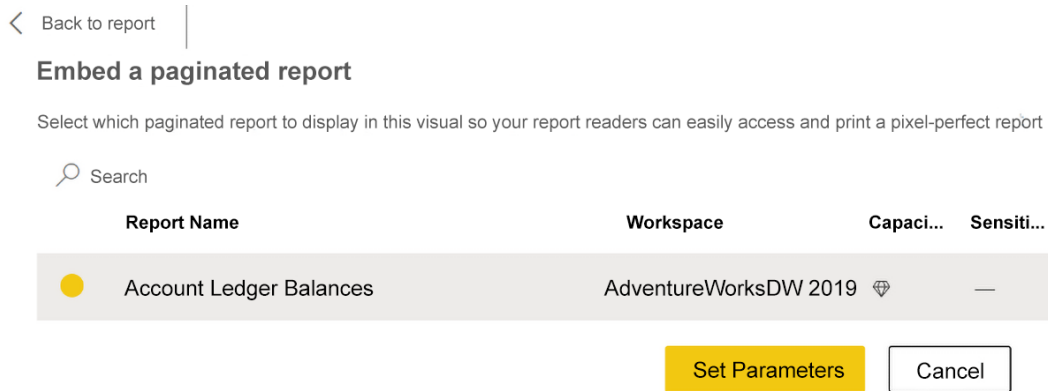 Back to report
Embed a paginated report
Select which paginated report to display in this visual so your report readers can easily access and print a pixel-perfect report
Search
Report Name Workspace Capaci... Sensiti...
Account Ledger Balances AdventureWorksDW 2019 —
Set Parameters Cancel